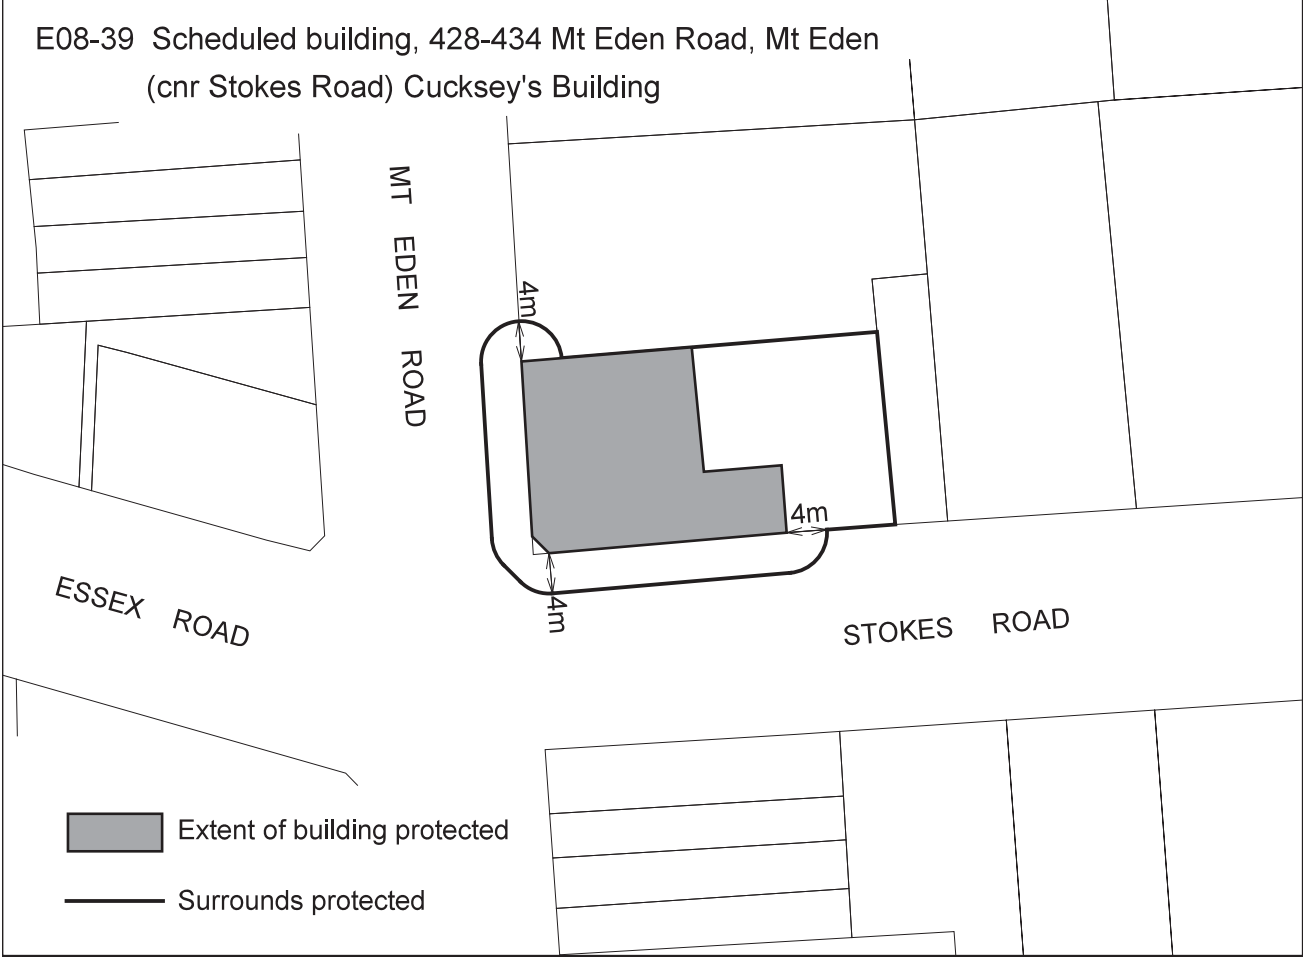 E08-39 Scheduled building, 428-434 Mt Eden Road, Mt Eden
(cnr Stokes Road) Cucksey's Building
MT EDEN ROAD
4m
4m
4m
ESSEX ROAD
STOKES ROAD
Extent of building protected
Surrounds protected